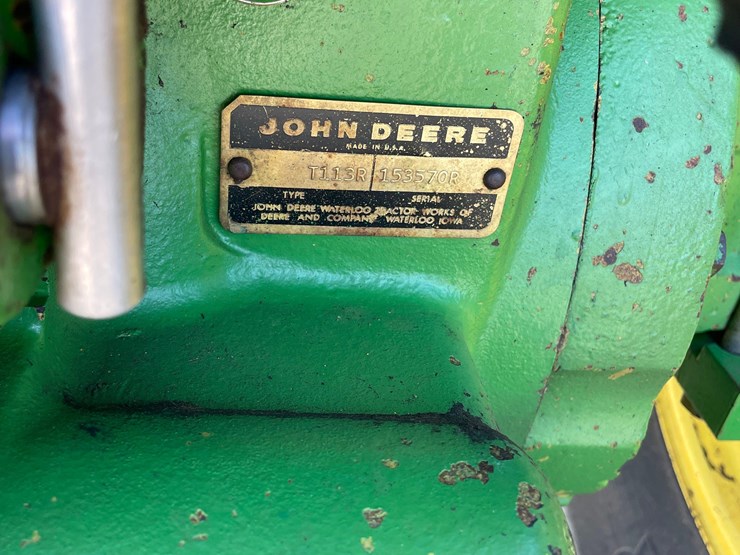 JOHN DEERE
MADE IN U.S.A.
T113R 153570R
TYPE SERIAL
JOHN DEERE WATERLOO TRACTOR WORKS OF
DEERE AND COMPANY WATERLOO IOWA